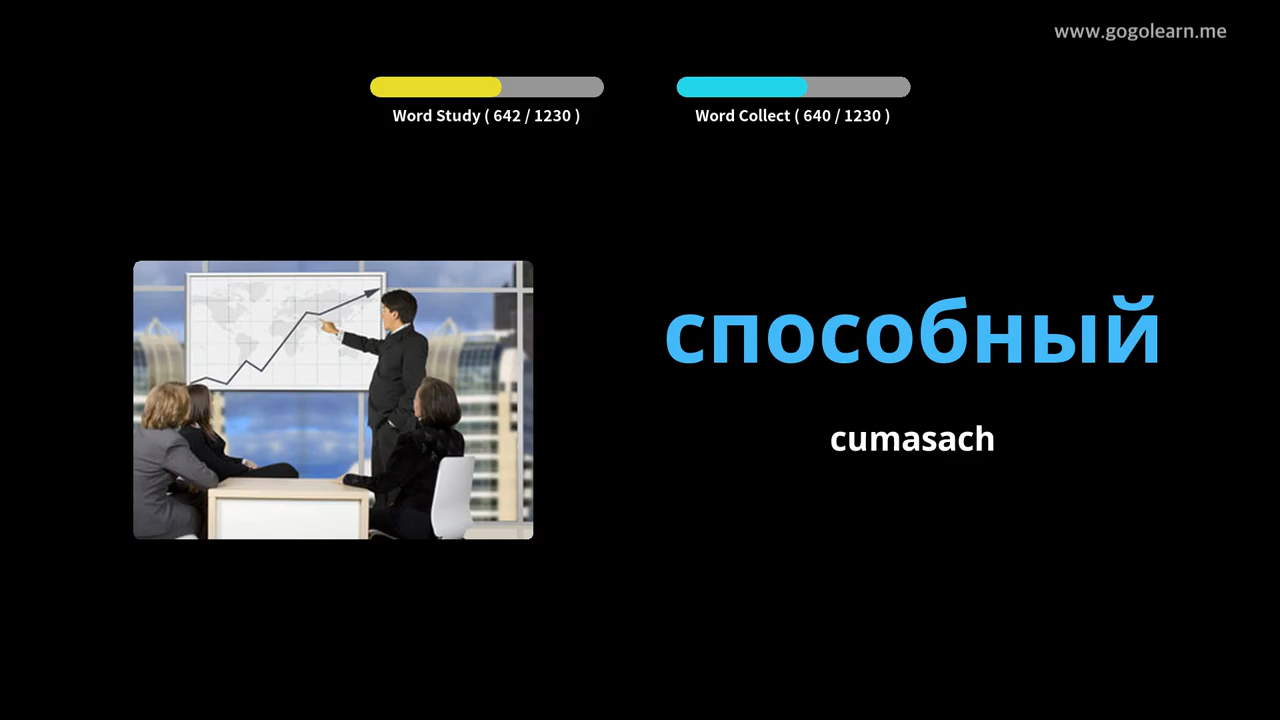 www.gogolearn.me
Word Study ( 642 / 1230 )
Word Collect ( 640 / 1230 )
способный
cumasach